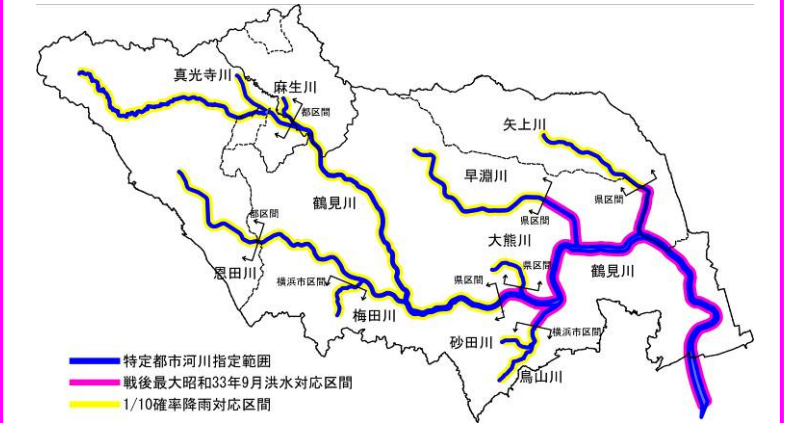 真光寺川
麻生川
都区間
矢上川
早淵川
県区間
県区間
鶴見川
都区間
大熊川
県区間
鶴見川
恩田川
横浜市区間
県区間
梅田川
砂田川
横浜市区間
鳥山川
特定都市河川指定範囲
戦後最大昭和33年9月洪水対応区間
1/10確率降雨対応区間